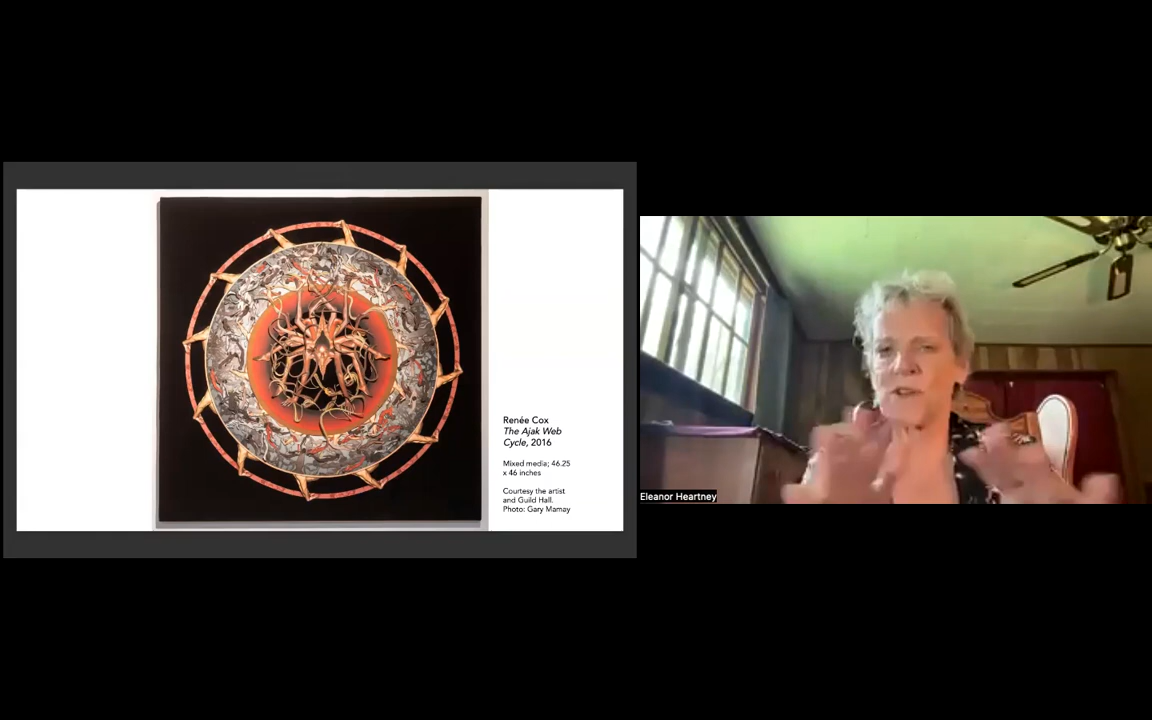 Renée Cox
The Ajak Web
Cycle, 2016
Mixed media; 46.25
x 46 inches
Courtesy the artist
and Guild Hall.
Photo: Gary Mamay
Eleanor Heartney